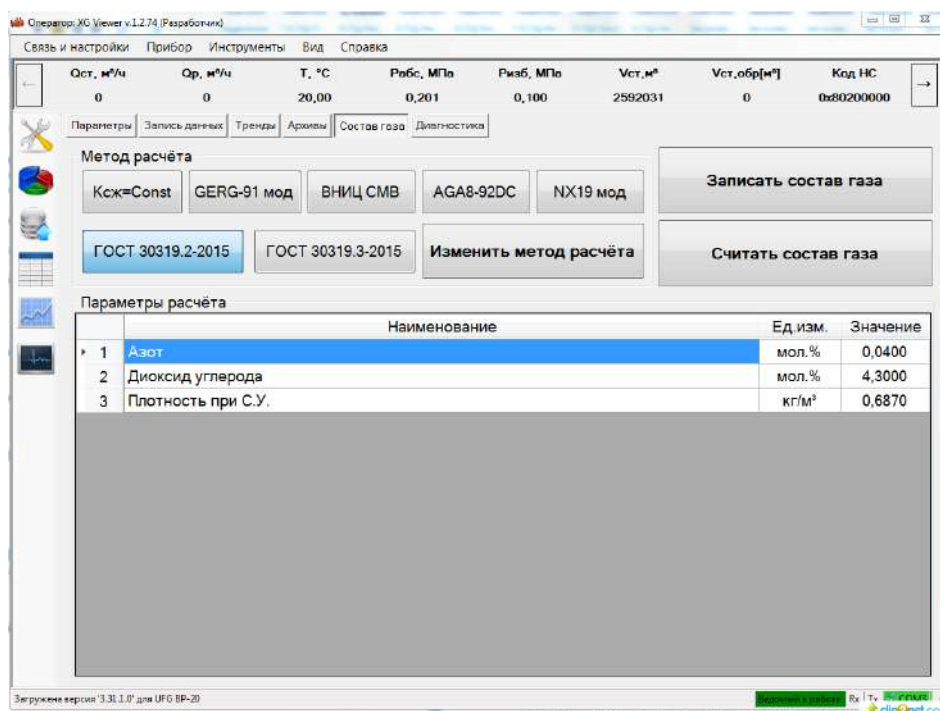 Оператор: XG Viewer v.1.2.74 (Разработчик)
Связь и настройки Прибор Инструменты Вид Справка
Qст, м³/ч Qр, м³/ч T, °C Pабс, МПа Pизб, МПа Vст,м³ Vст,обр[м³] Код НС
0 0 20,00 0,201 0,100 2592031 0 0x80200000
Параметры Запись данных Тренды Архивы Состав газа Диагностика
Метод расчёта
Ксж=Const GERG-91 мод ВНИЦ СМВ AGA8-92DC NX19 мод Записать состав газа
ГОСТ 30319.2-2015 ГОСТ 30319.3-2015 Изменить метод расчёта Считать состав газа
Параметры расчёта
Наименование Ед.изм. Значение
1 Азот мол.% 0,0400
2 Диоксид углерода мол.% 4,3000
3 Плотность при С.У. кг/м³ 0,6870
Загружена версия '3.31.1.0' для UFG BP-20 Rx Tx COM3